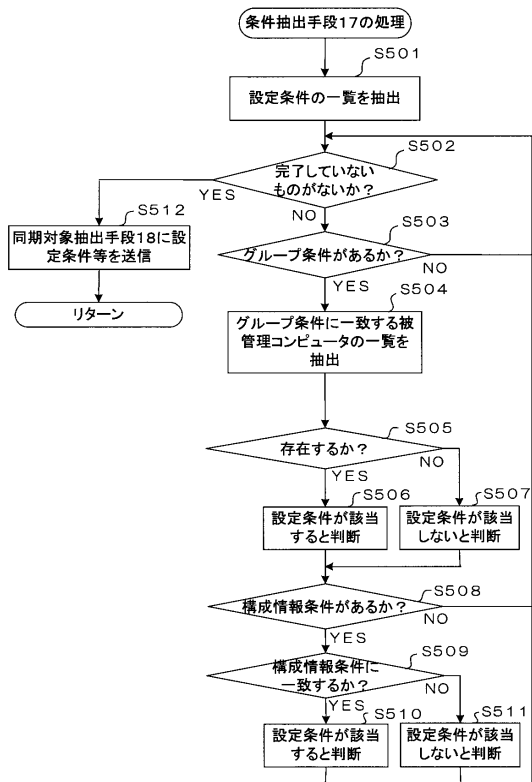 条件抽出手段17の処理
S501
設定条件の一覧を抽出
S502
完了していない
ものがないか？
YES
NO
S512
同期対象抽出手段18に設
定条件等を送信
リターン
S503
グループ条件があるか？
NO
YES
S504
グループ条件に一致する被
管理コンピュータの一覧を
抽出
S505
存在するか？
NO
YES
S506
設定条件が該当
すると判断
S507
設定条件が該当
しないと判断
S508
構成情報条件があるか？
NO
YES
S509
構成情報条件に
一致するか？
NO
YES
S510
設定条件が該当
すると判断
S511
設定条件が該当
しないと判断